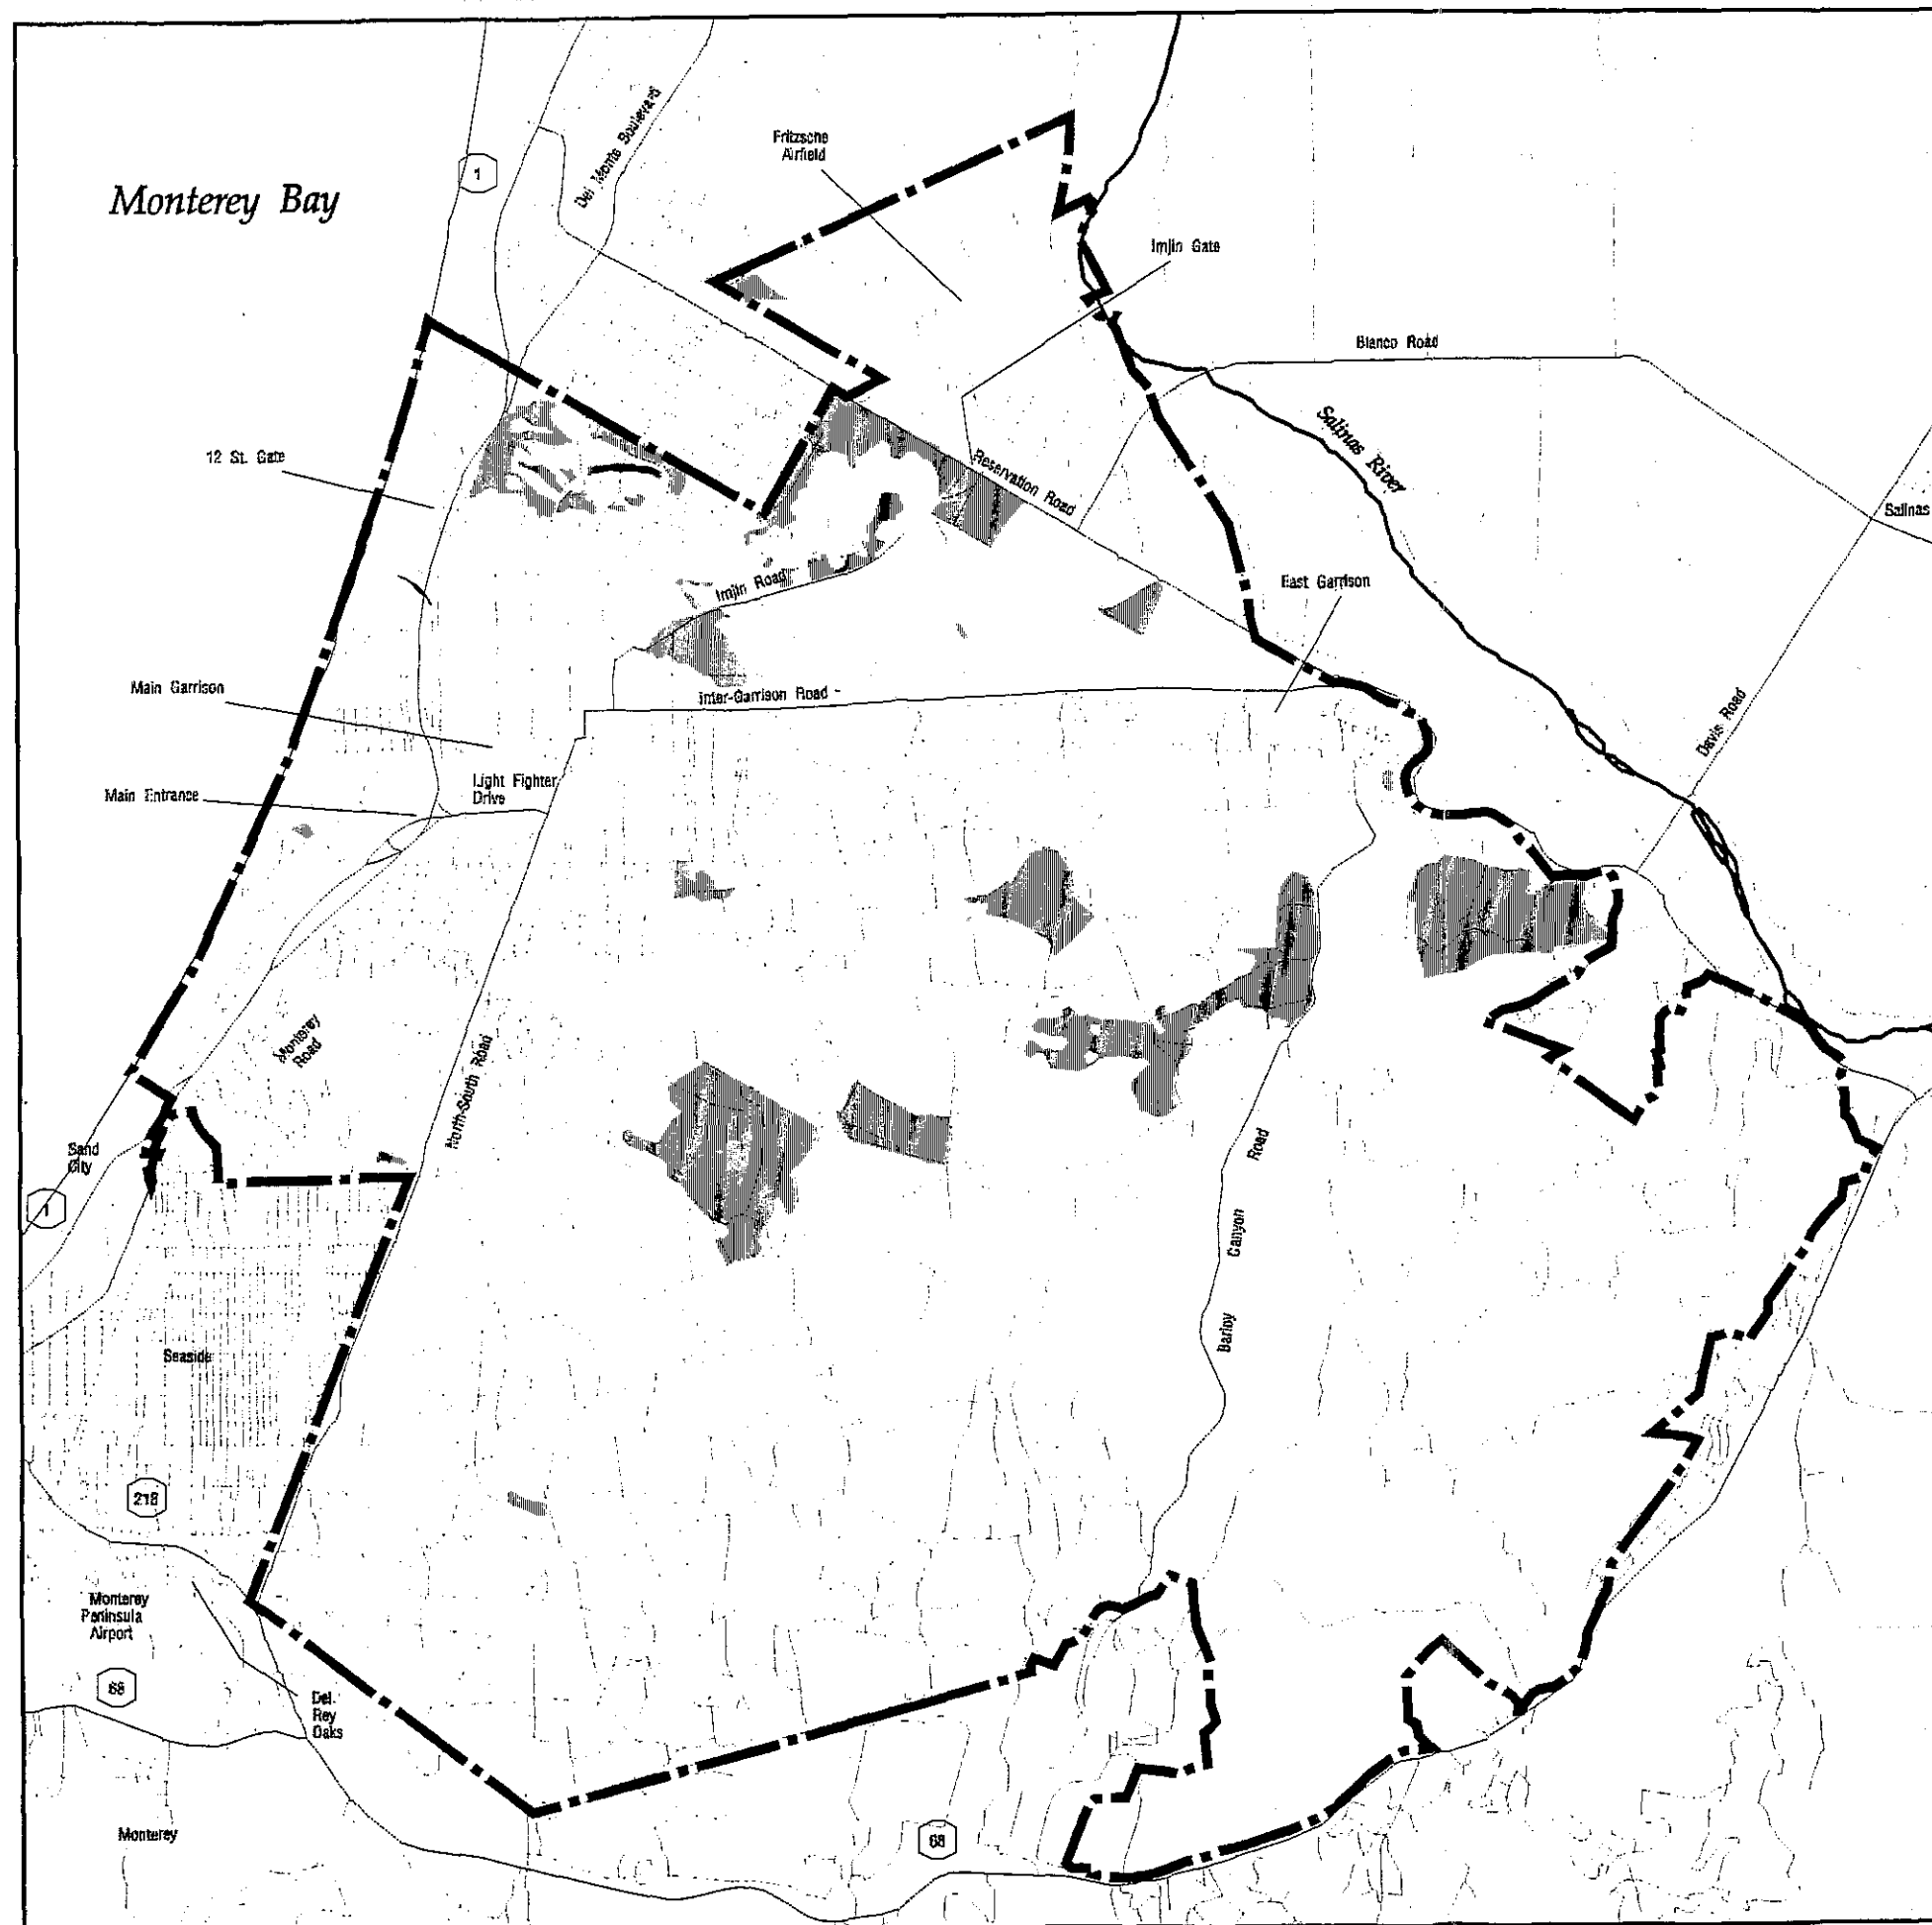 Monterey Bay
1
Del Monte Boulevard
Fritzsche
Airfield
Imjin Gate
Blanco Road
Salinas River
12 St. Gate
Reservation Road
Salinas
East Garrison
Imjin Road
Main Garrison
Inter-Garrison Road
Davis Road
Light Fighter
Drive
Main Entrance
Monterey
Road
North-South Road
Sand
City
1
Barloy Canyon Road
Seaside
218
Monterey
Peninsula
Airport
68
Del
Rey
Oaks
Monterey
68